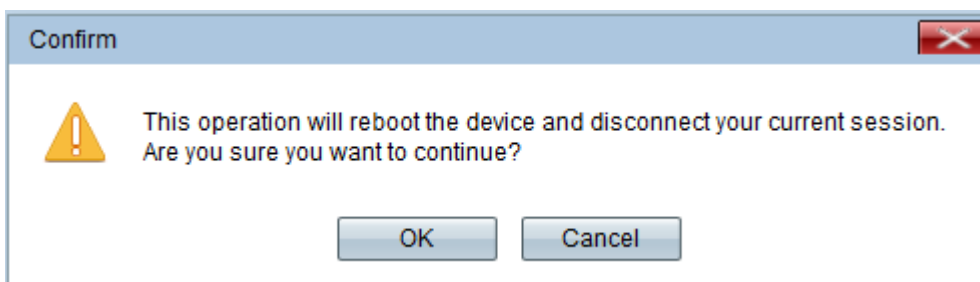 Confirm
This operation will reboot the device and disconnect your current session.
Are you sure you want to continue?
OK Cancel